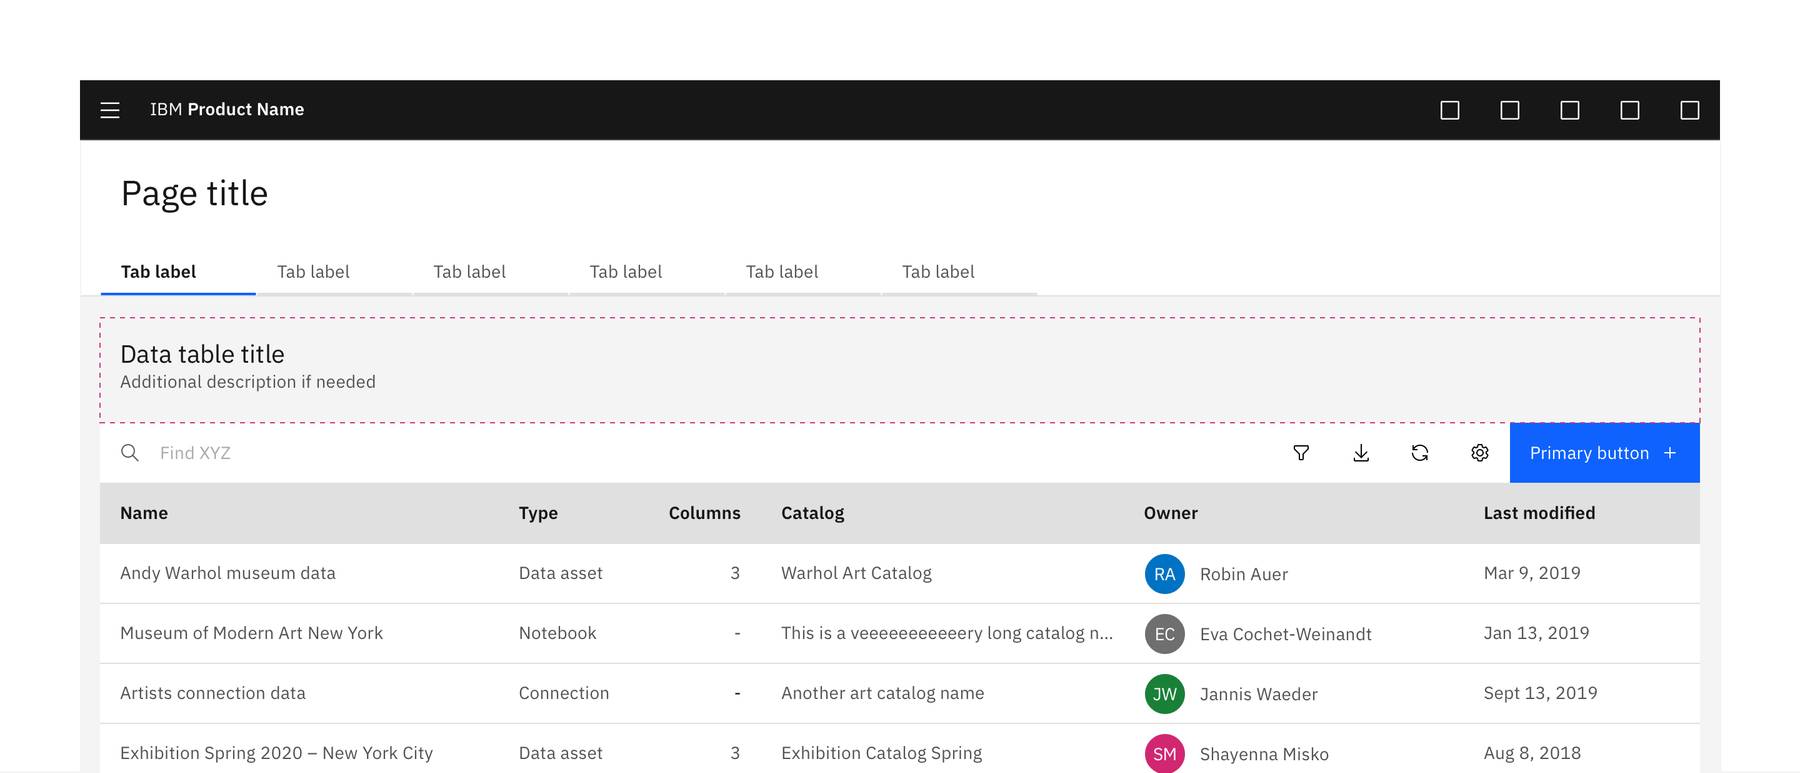 IBM Product Name
Page title
Tab label Tab label Tab label Tab label Tab label Tab label
Data table title
Additional description if needed
Find XYZ Primary button +
Name Type Columns Catalog Owner Last modified
Andy Warhol museum data Data asset 3 Warhol Art Catalog RA Robin Auer Mar 9, 2019
Museum of Modern Art New York Notebook - This is a veeeeeeeeeeery long catalog n... EC Eva Cochet-Weinandt Jan 13, 2019
Artists connection data Connection - Another art catalog name JW Jannis Waeder Sept 13, 2019
Exhibition Spring 2020 – New York City Data asset 3 Exhibition Catalog Spring SM Shayenna Misko Aug 8, 2018